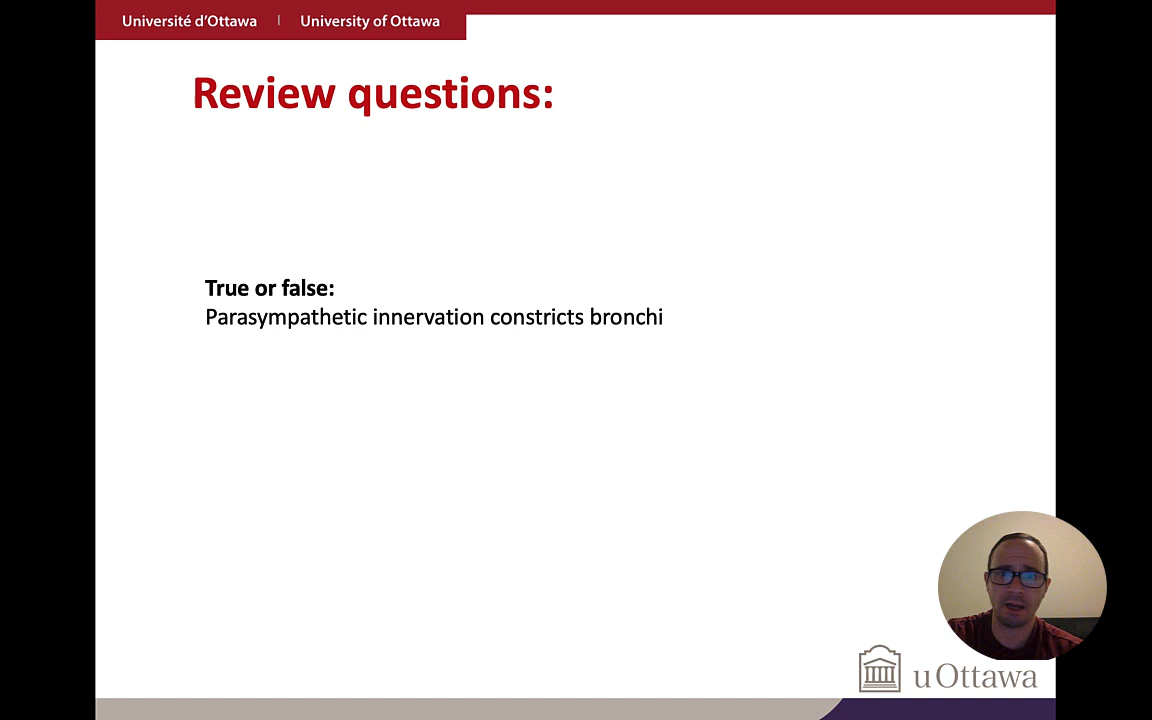 Université d'Ottawa | University of Ottawa
Review questions:
True or false:
Parasympathetic innervation constricts bronchi
uOttawa